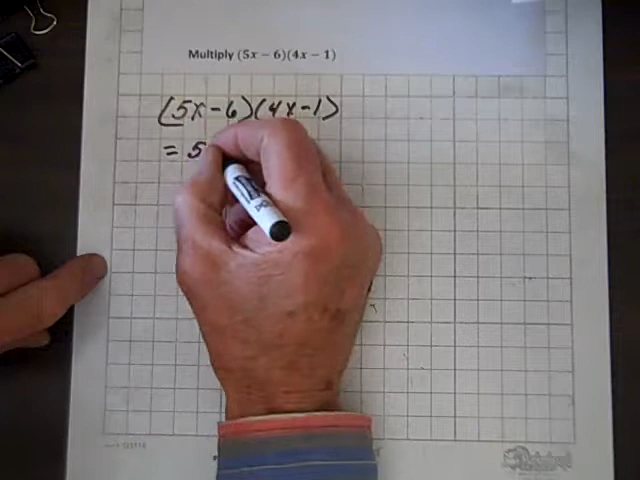 Multiply (5x − 6)(4x − 1)
(5x-6)(4x-1)
= 5